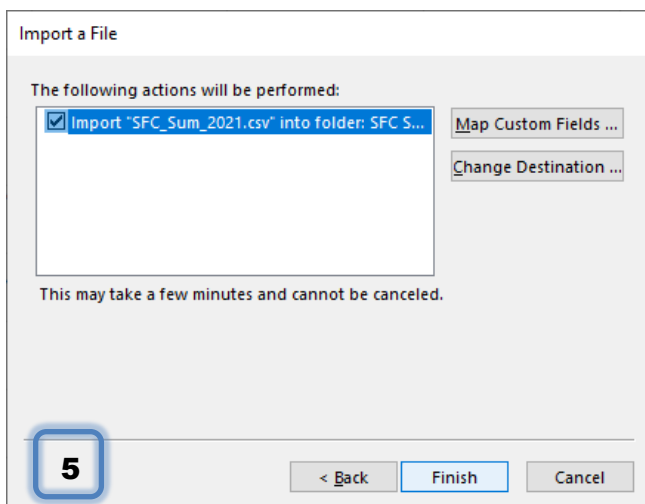 Import a File
The following actions will be performed:
Import "SFC_Sum_2021.csv" into folder: SFC S...
Map Custom Fields ...
Change Destination ...
This may take a few minutes and cannot be canceled.
5
< Back
Finish
Cancel